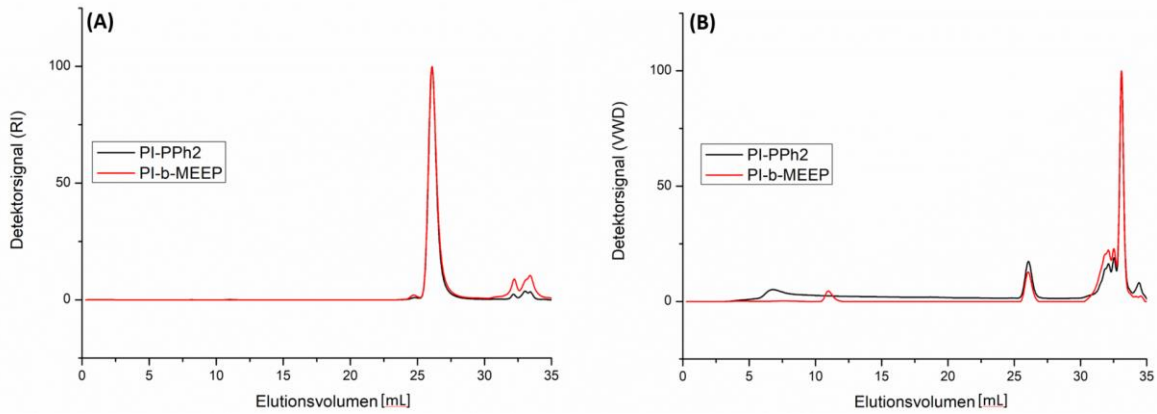 (A)
Detektorsignal (RI)
100
50
0
PI-PPh2
PI-b-MEEP
0 5 10 15 20 25 30 35
Elutionsvolumen [mL]
(B)
Detektorsignal (VWD)
100
50
0
PI-PPh2
PI-b-MEEP
0 5 10 15 20 25 30 35
Elutionsvolumen [mL]